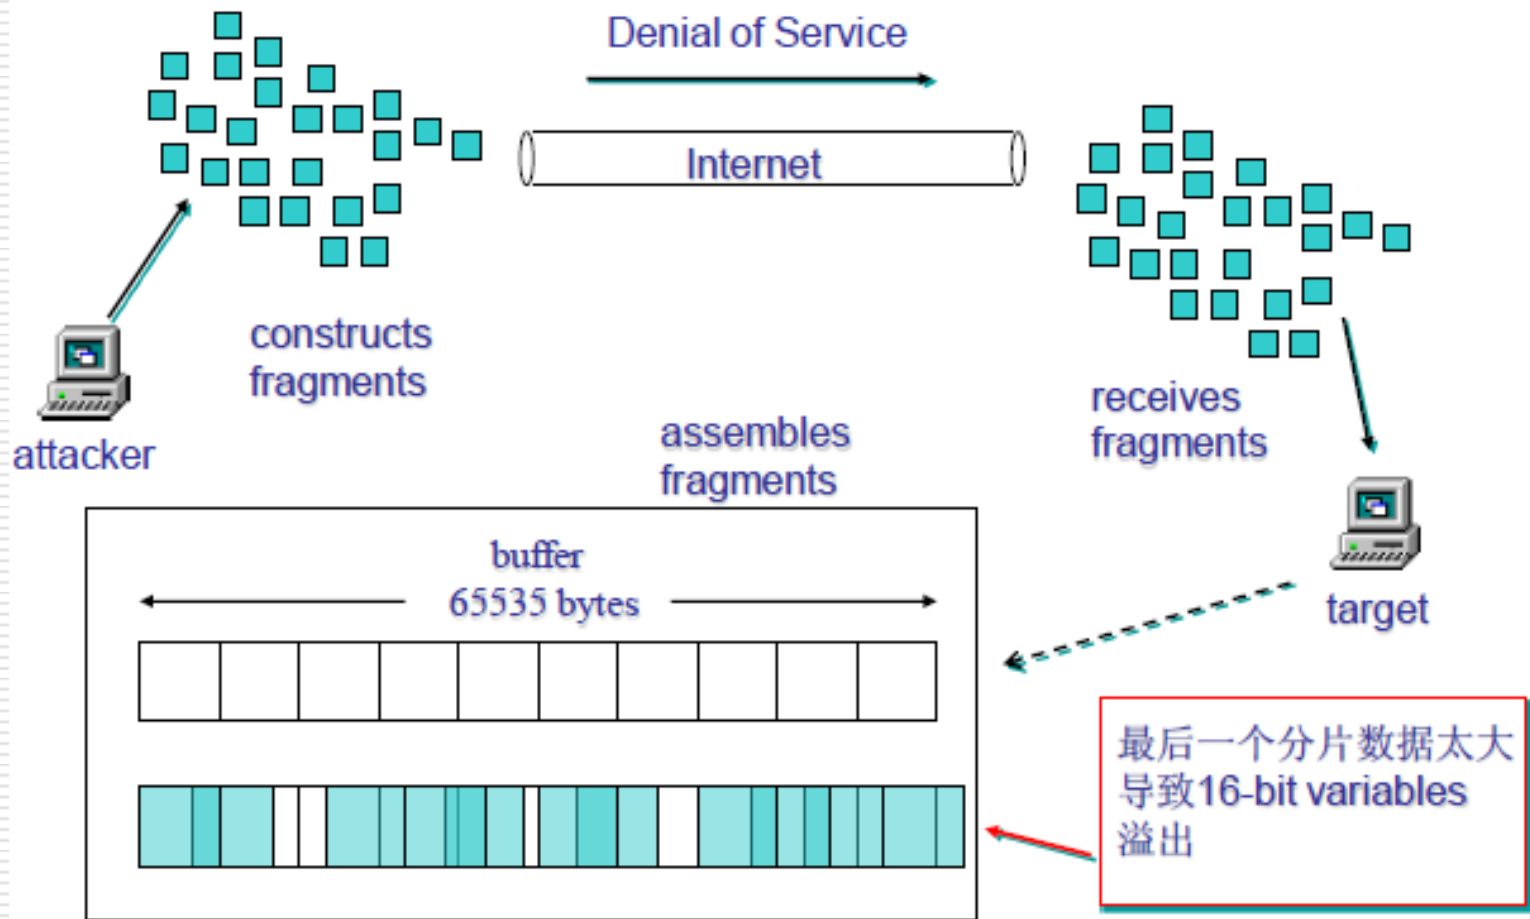 Denial of Service
Internet
constructs
fragments
attacker
receives
fragments
assembles
fragments
target
buffer
65535 bytes
最后一个分片数据太大
导致16-bit variables
溢出